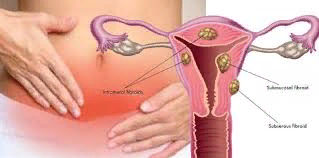 Intramural fibroids
Submucosal fibroid
Subserous fibroid